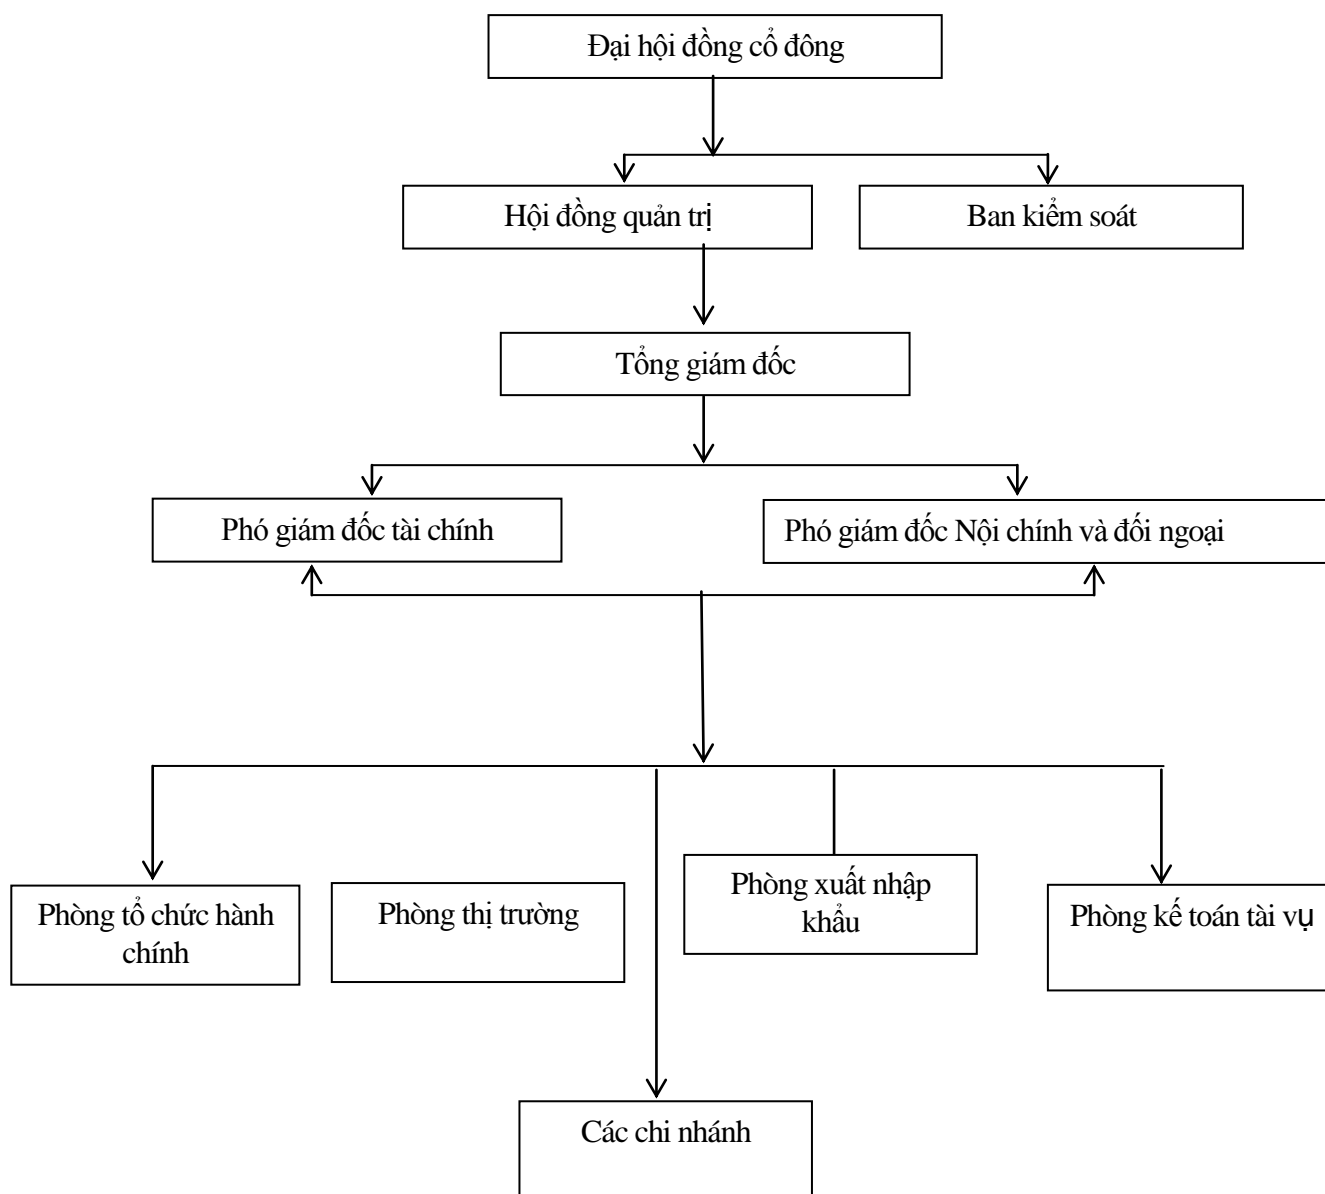 Đại hội đồng cổ đông
Hội đồng quản trị
Ban kiểm soát
Tổng giám đốc
Phó giám đốc tài chính
Phó giám đốc Nội chính và đối ngoại
Phòng tổ chức hành
chính
Phòng thị trường
Phòng xuất nhập
khẩu
Phòng kế toán tài vụ
Các chi nhánh